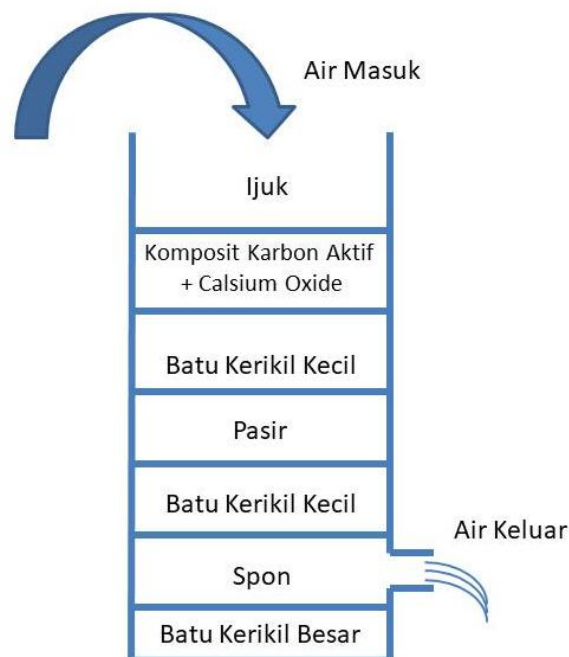 Air Masuk
Ijuk
Komposit Karbon Aktif
+ Calsium Oxide
Batu Kerikil Kecil
Pasir
Batu Kerikil Kecil
Air Keluar
Spon
Batu Kerikil Besar